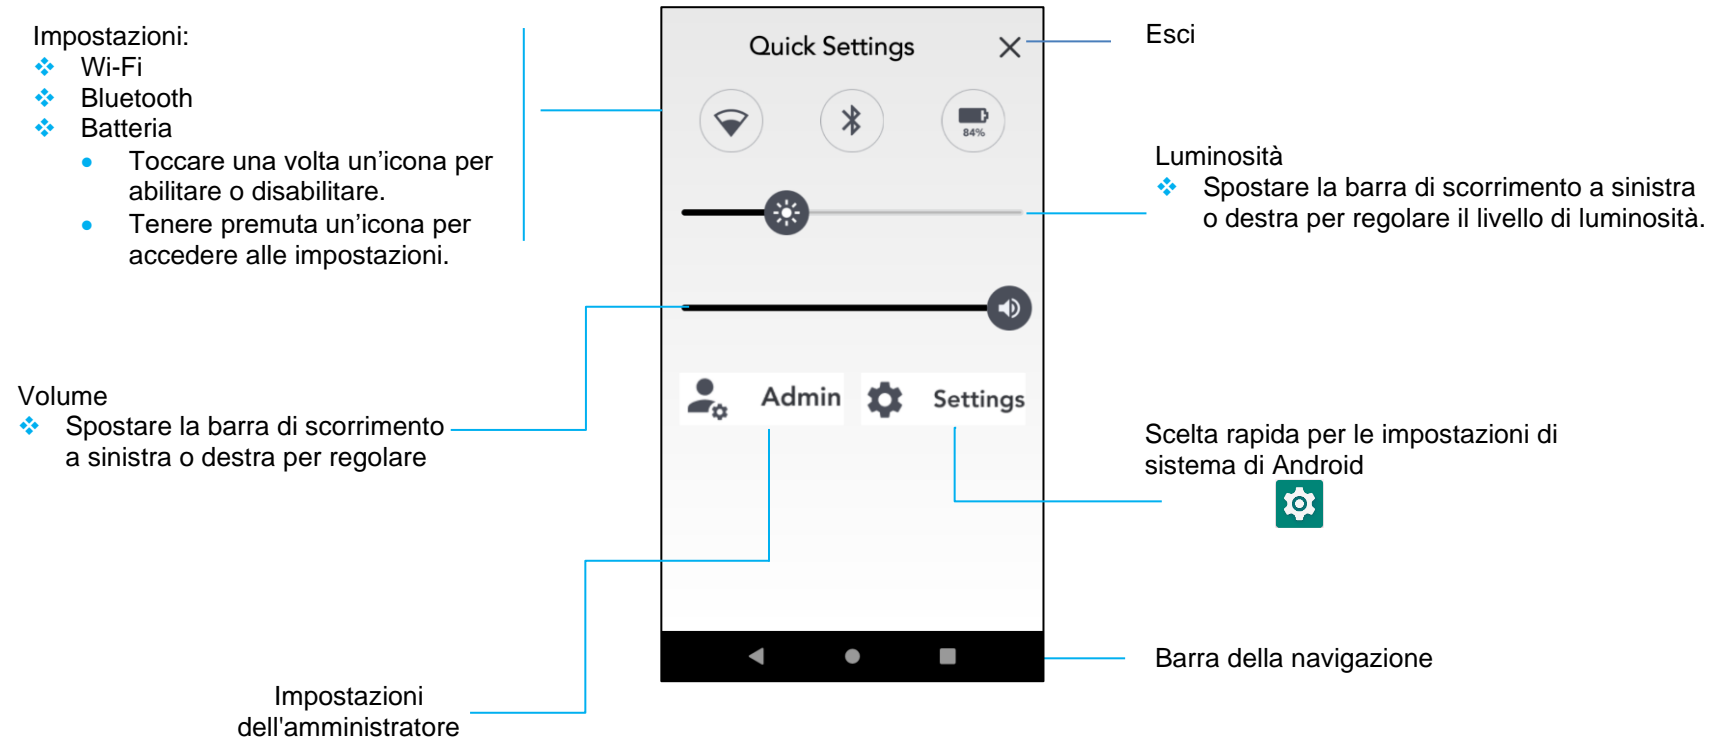 Impostazioni:
Wi-Fi
Bluetooth
Batteria
Toccare una volta un’icona per
abilitare o disabilitare.
Tenere premuta un’icona per
accedere alle impostazioni.
Volume
Spostare la barra di scorrimento
a sinistra o destra per regolare
Impostazioni
dell'amministratore
Quick Settings
84%
Admin
Settings
Esci
Luminosità
Spostare la barra di scorrimento a sinistra
o destra per regolare il livello di luminosità.
Scelta rapida per le impostazioni di
sistema di Android
Barra della navigazione